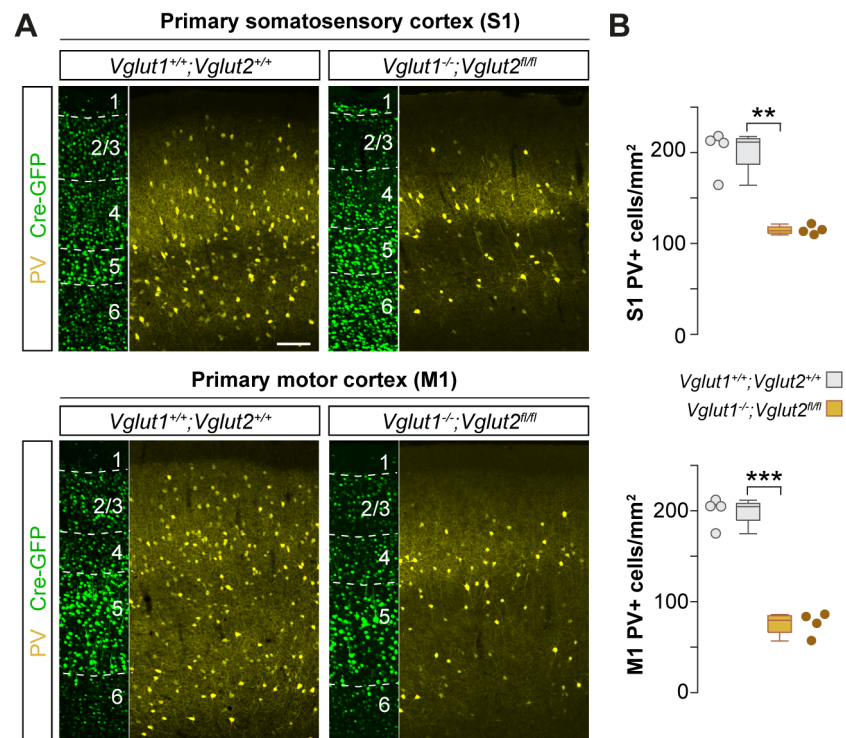 A
Primary somatosensory cortex (S1)
Vglut1+/+;Vglut2+/+
Vglut1-/-;Vglut2fl/fl
PV Cre-GFP
1
2/3
4
5
6
1
2/3
4
5
6
Primary motor cortex (M1)
Vglut1+/+;Vglut2+/+
Vglut1-/-;Vglut2fl/fl
PV Cre-GFP
1
2/3
4
5
6
1
2/3
4
5
6
B
S1 PV+ cells/mm²
200
100
0
**
Vglut1+/+;Vglut2+/+
Vglut1-/-;Vglut2fl/fl
M1 PV+ cells/mm²
200
100
0
***